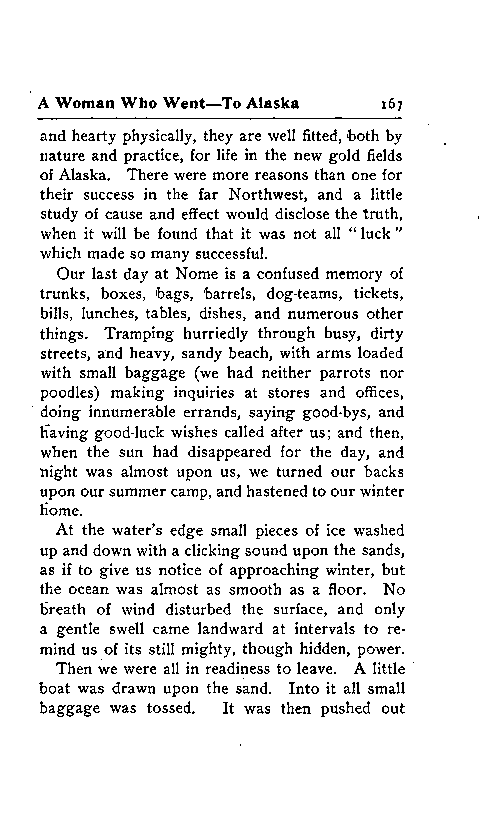 A Woman Who Went—To Alaska 167
and hearty physically, they are well fitted, both by
nature and practice, for life in the new gold fields
of Alaska. There were more reasons than one for
their success in the far Northwest, and a little
study of cause and effect would disclose the truth,
when it will be found that it was not all “luck”
which made so many successful.
Our last day at Nome is a confused memory of
trunks, boxes, bags, barrels, dog-teams, tickets,
bills, lunches, tables, dishes, and numerous other
things. Tramping hurriedly through busy, dirty
streets, and heavy, sandy beach, with arms loaded
with small baggage (we had neither parrots nor
poodles) making inquiries at stores and offices,
doing innumerable errands, saying good-bys, and
having good-luck wishes called after us; and then,
when the sun had disappeared for the day, and
night was almost upon us, we turned our backs
upon our summer camp, and hastened to our winter
home.
At the water’s edge small pieces of ice washed
up and down with a clicking sound upon the sands,
as if to give us notice of approaching winter, but
the ocean was almost as smooth as a floor. No
breath of wind disturbed the surface, and only
a gentle swell came landward at intervals to re-
mind us of its still mighty, though hidden, power.
Then we were all in readiness to leave. A little
boat was drawn upon the sand. Into it all small
baggage was tossed. It was then pushed out